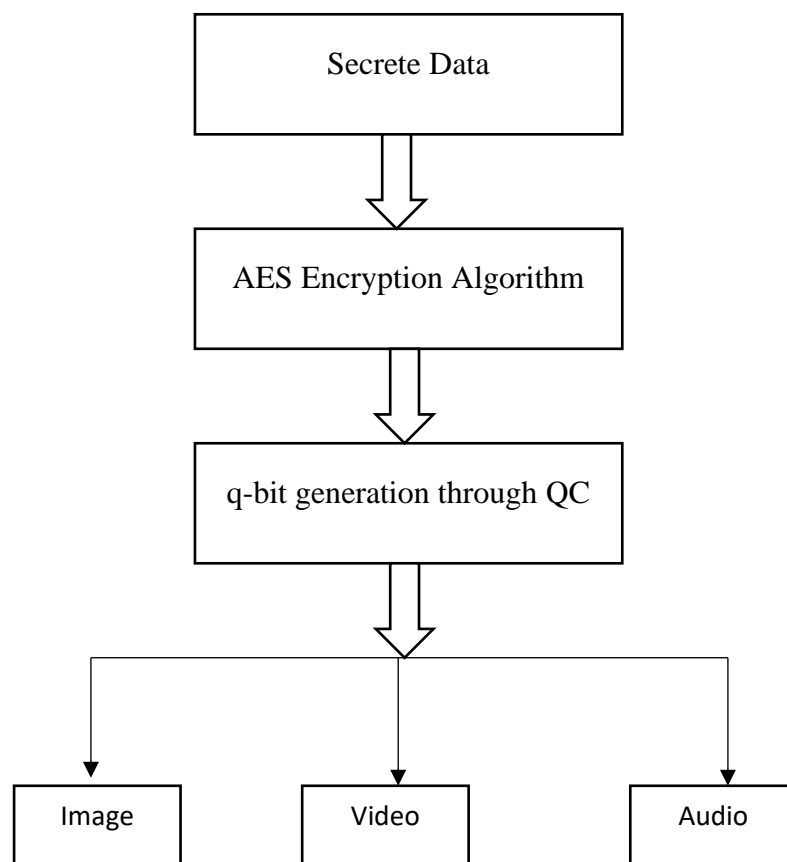 Secrete Data
AES Encryption Algorithm
q-bit generation through QC
Image
Video
Audio